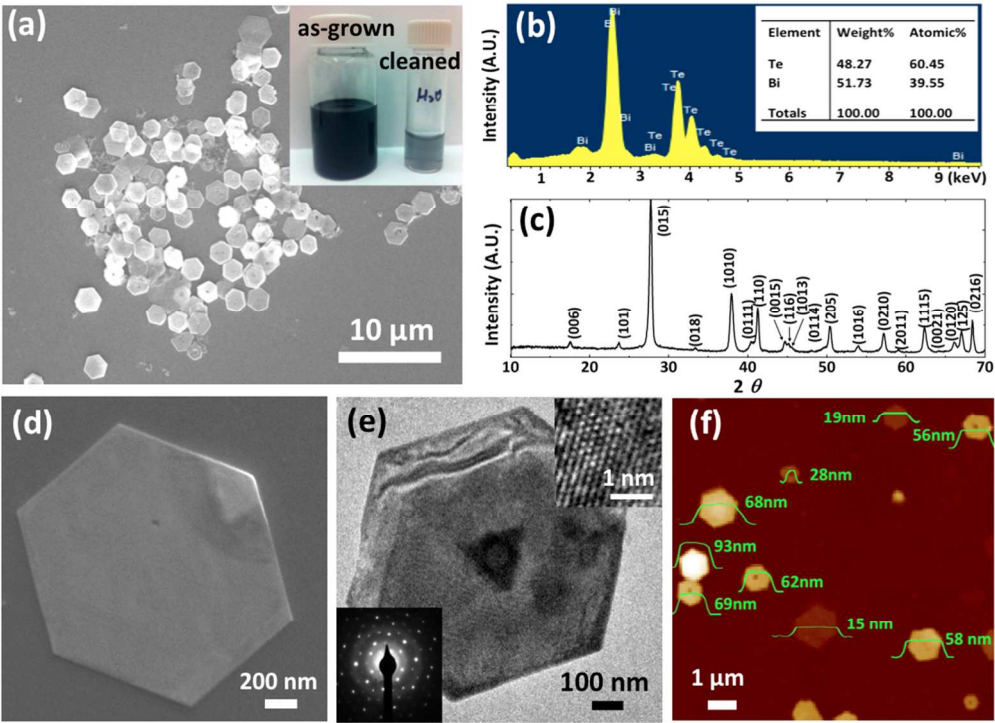 (a)
as-grown
cleaned
H2O
10 μm
(b)
Intensity (A.U.)
Bi
Bi
Bi
Bi
Bi
Te
Te
Te
Te
Te
Te
Te
Bi
1 2 3 4 5 6 7 8 9 (keV)
Element Weight% Atomic%
Te 48.27 60.45
Bi 51.73 39.55
Totals 100.00 100.00
(c)
Intensity (A.U.)
(006)
(101)
(015)
(018)
(1010)
(0111)
(110)
(0015)
(116)
(1013)
(0114)
(205)
(1016)
(0210)
(2011)
(1115)
(0021)
(0120)
(125)
(0216)
10 20 30 40 50 60 70
2 θ
(d)
200 nm
(e)
1 nm
100 nm
(f)
19nm
56nm
28nm
68nm
93nm
62nm
69nm
15 nm
58 nm
1 μm